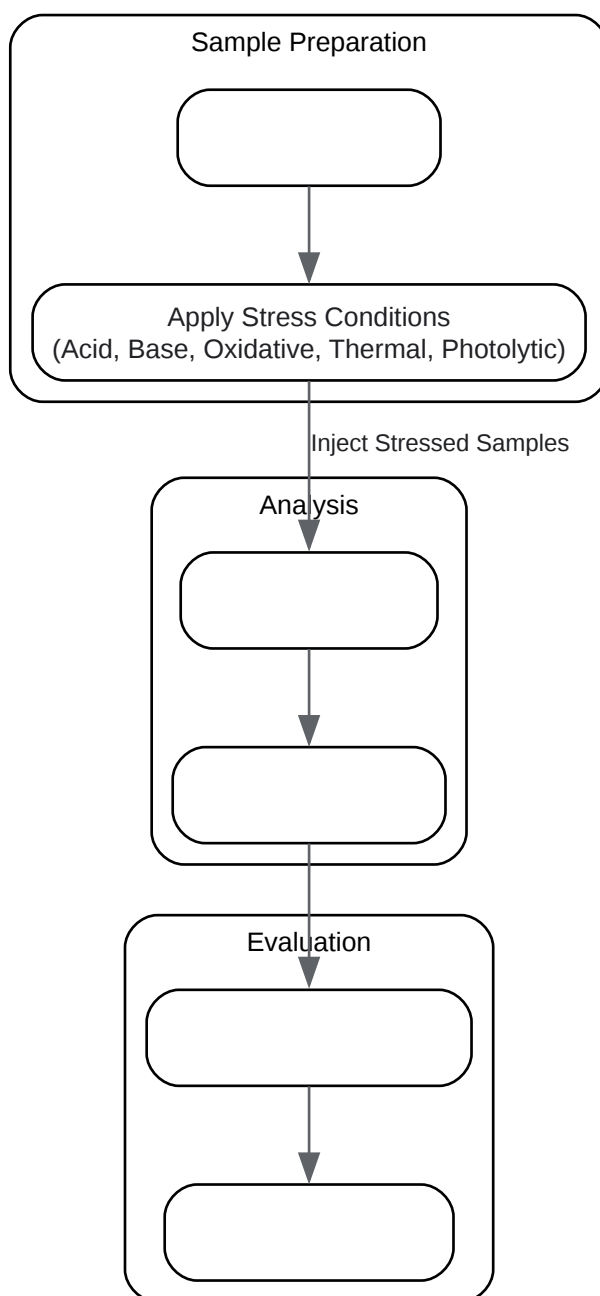 Sample Preparation
Apply Stress Conditions
(Acid, Base, Oxidative, Thermal, Photolytic)
Inject Stressed Samples
Analysis
Evaluation